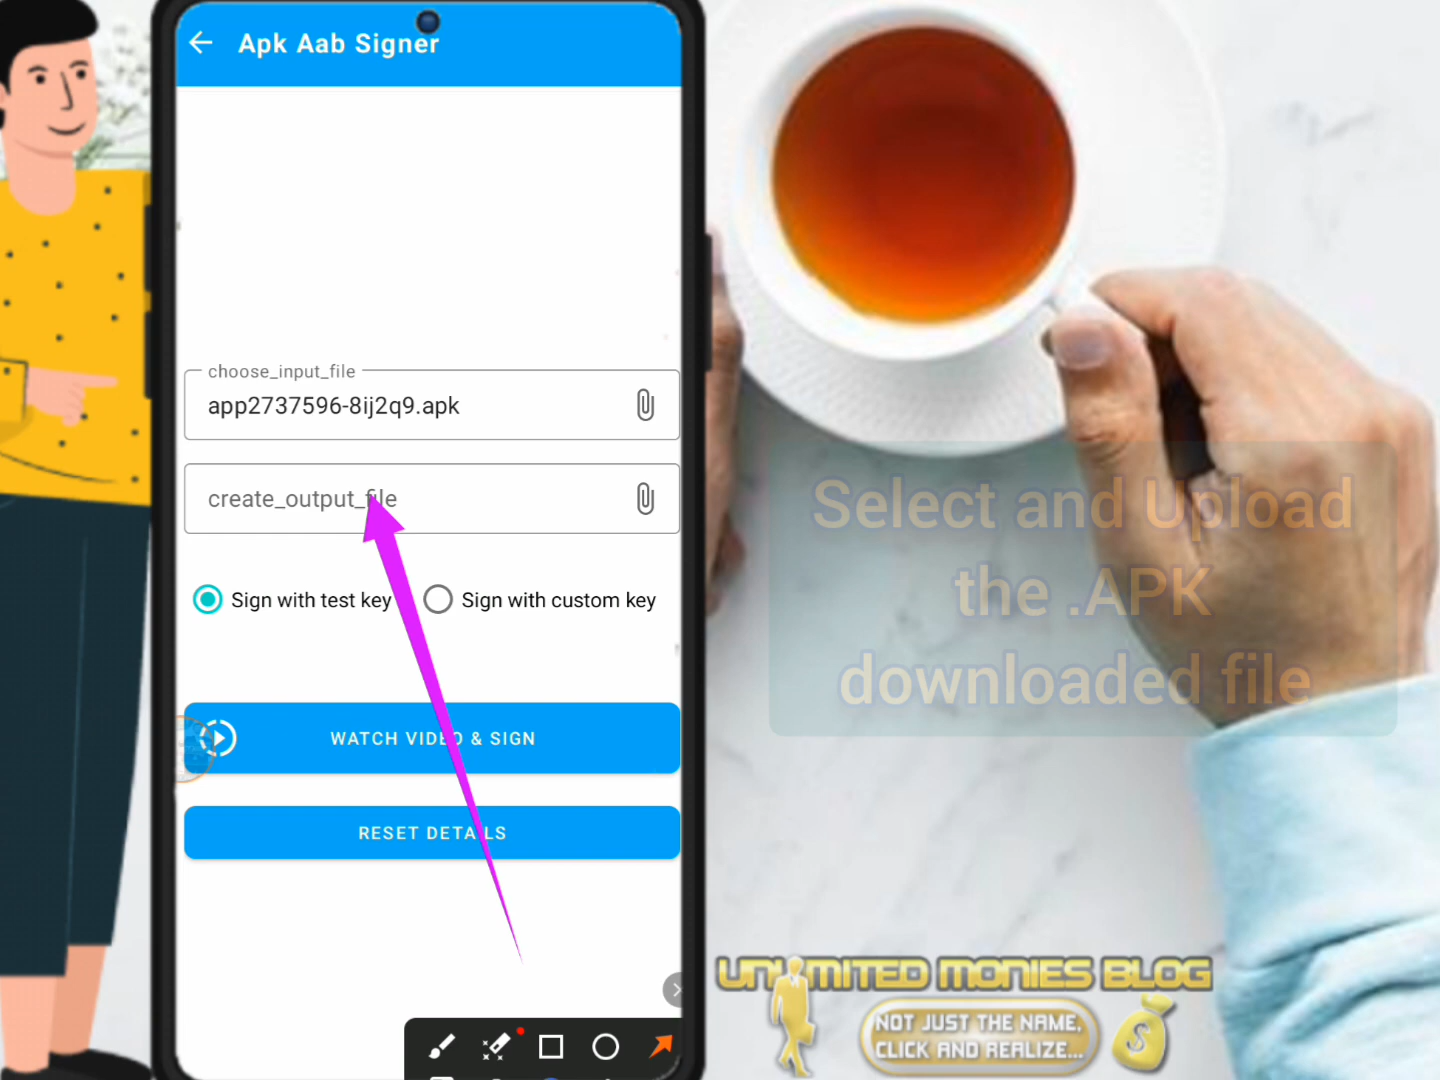 Apk Aab Signer
choose_input_file
app2737596-8ij2q9.apk
create_output_file
Sign with test key
Sign with custom key
WATCH VIDEO & SIGN
RESET DETAILS
Select and Upload
the .APK
downloaded file
UNLIMITED MONIES BLOG
NOT JUST THE NAME,
CLICK AND REALIZE...
$